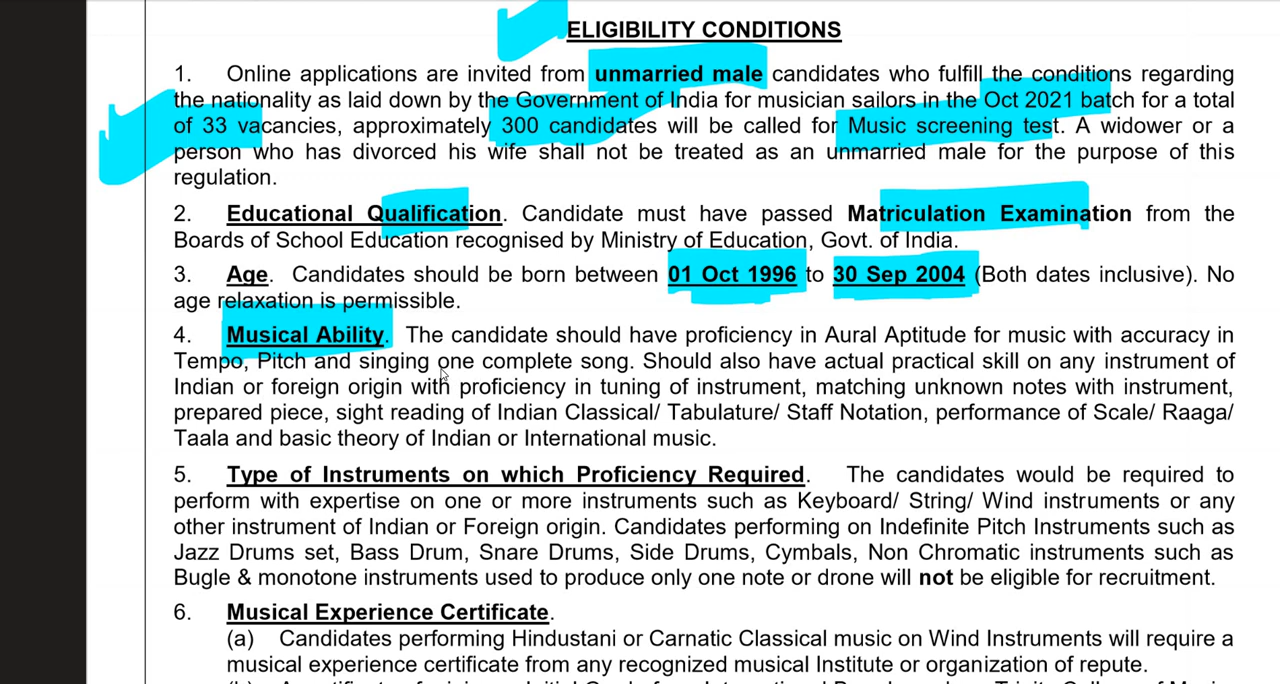 ELIGIBILITY CONDITIONS
1. Online applications are invited from unmarried male candidates who fulfill the conditions regarding
the nationality as laid down by the Government of India for musician sailors in the Oct 2021 batch for a total
of 33 vacancies, approximately 300 candidates will be called for Music screening test. A widower or a
person who has divorced his wife shall not be treated as an unmarried male for the purpose of this
regulation.
2. Educational Qualification. Candidate must have passed Matriculation Examination from the
Boards of School Education recognised by Ministry of Education, Govt. of India.
3. Age. Candidates should be born between 01 Oct 1996 to 30 Sep 2004 (Both dates inclusive). No
age relaxation is permissible.
4. Musical Ability. The candidate should have proficiency in Aural Aptitude for music with accuracy in
Tempo, Pitch and singing one complete song. Should also have actual practical skill on any instrument of
Indian or foreign origin with proficiency in tuning of instrument, matching unknown notes with instrument,
prepared piece, sight reading of Indian Classical/ Tabulature/ Staff Notation, performance of Scale/ Raaga/
Taala and basic theory of Indian or International music.
5. Type of Instruments on which Proficiency Required. The candidates would be required to
perform with expertise on one or more instruments such as Keyboard/ String/ Wind instruments or any
other instrument of Indian or Foreign origin. Candidates performing on Indefinite Pitch Instruments such as
Jazz Drums set, Bass Drum, Snare Drums, Side Drums, Cymbals, Non Chromatic instruments such as
Bugle & monotone instruments used to produce only one note or drone will not be eligible for recruitment.
6. Musical Experience Certificate.
(a) Candidates performing Hindustani or Carnatic Classical music on Wind Instruments will require a
musical experience certificate from any recognized musical Institute or organization of repute.